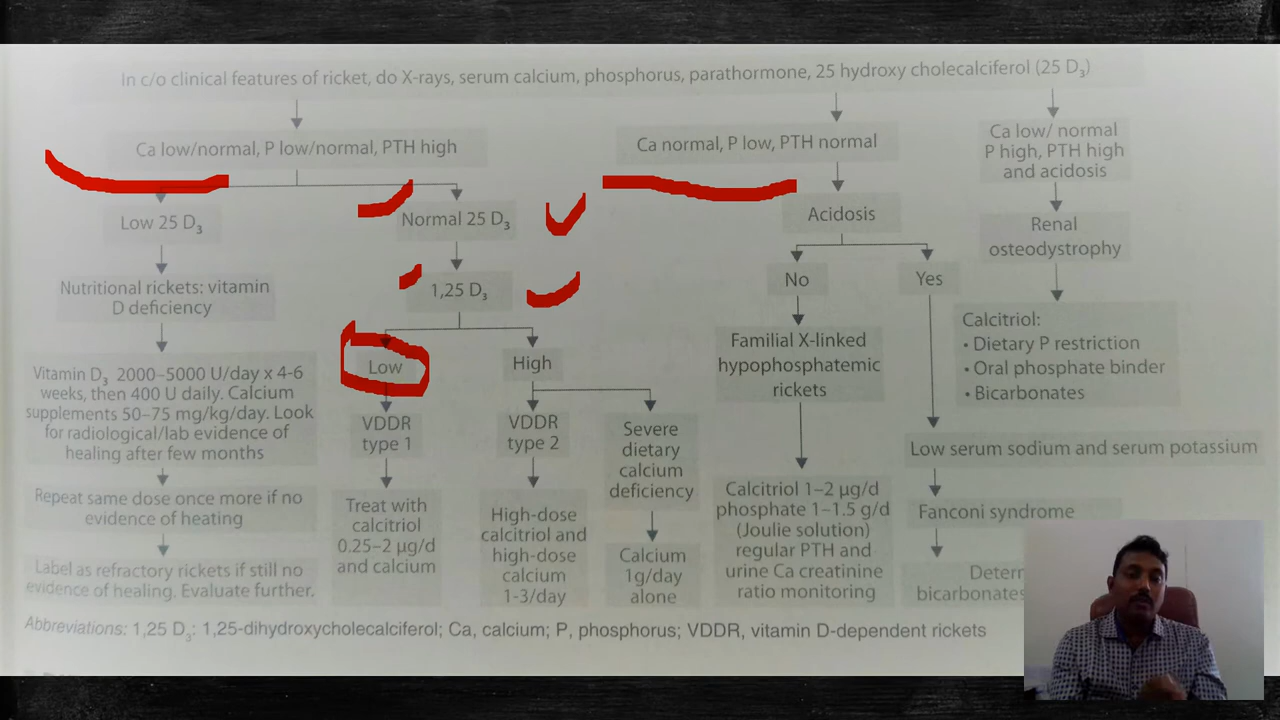 In c/o clinical features of ricket, do X-rays, serum calcium, phosphorus, parathormone, 25 hydroxy cholecalciferol (25 D₃)
Ca low/normal, P low/normal, PTH high
Low 25 D₃
Nutritional rickets: vitamin
D deficiency
Vitamin D₃ 2000–5000 U/day x 4-6
weeks, then 400 U daily. Calcium
supplements 50–75 mg/kg/day. Look
for radiological/lab evidence of
healing after few months
Repeat same dose once more if no
evidence of heating
Label as refractory rickets if still no
evidence of healing. Evaluate further.
Normal 25 D₃
1,25 D₃
Low
VDDR
type 1
Treat with
calcitriol
0.25–2 µg/d
and calcium
High
VDDR
type 2
High-dose
calcitriol and
high-dose
calcium
1-3/day
Severe
dietary
calcium
deficiency
Calcium
1g/day
alone
Ca normal, P low, PTH normal
Acidosis
No
Familial X-linked
hypophosphatemic
rickets
Calcitriol 1–2 µg/d
phosphate 1–1.5 g/d
(Joulie solution)
regular PTH and
urine Ca creatinine
ratio monitoring
Yes
Low serum sodium and serum potassium
Fanconi syndrome
bicarbonates
Ca low/ normal
P high, PTH high
and acidosis
Renal
osteodystrophy
Calcitriol:
• Dietary P restriction
• Oral phosphate binder
• Bicarbonates
Abbreviations: 1,25 D₃: 1,25-dihydroxycholecalciferol; Ca, calcium; P, phosphorus; VDDR, vitamin D-dependent rickets